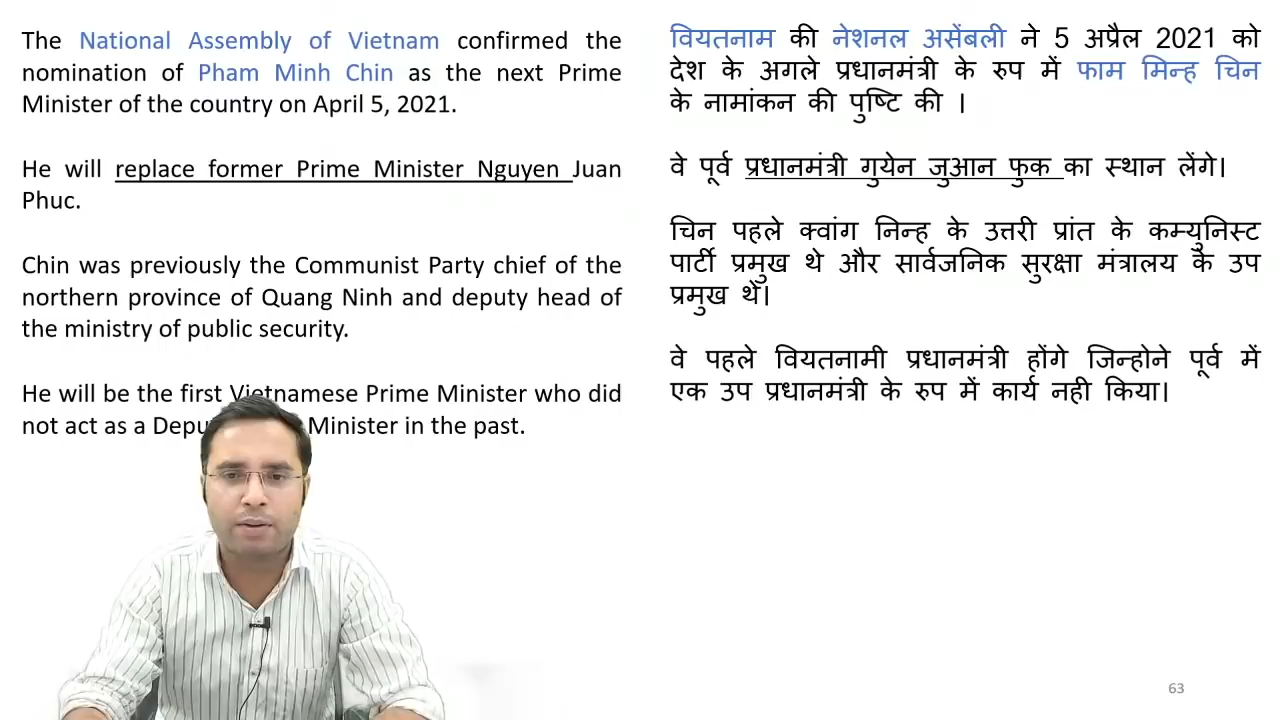 The National Assembly of Vietnam confirmed the
nomination of Pham Minh Chin as the next Prime
Minister of the country on April 5, 2021.
He will replace former Prime Minister Nguyen Juan
Phuc.
Chin was previously the Communist Party chief of the
northern province of Quang Ninh and deputy head of
the ministry of public security.
He will be the first Vietnamese Prime Minister who did
not act as a Minister in the past.
वियतनाम की नेशनल असेंबली ने 5 अप्रैल 2021 को
देश के अगले प्रधानमंत्री के रुप में फाम मिन्ह चिन
के नामांकन की पुष्टि की ।
वे पूर्व प्रधानमंत्री गुयेन जुआन फुक का स्थान लेंगे।
चिन पहले क्वांग निन्ह के उत्तरी प्रांत के कम्युनिस्ट
पार्टी प्रमुख थे और सार्वजनिक सुरक्षा मंत्रालय के उप
प्रमुख थे।
वे पहले वियतनामी प्रधानमंत्री होंगे जिन्होने पूर्व में
एक उप प्रधानमंत्री के रुप में कार्य नही किया।
63